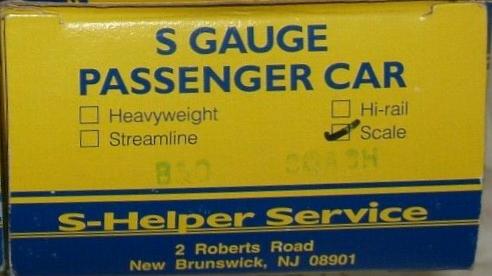 S GAUGE
PASSENGER CAR
Heavyweight
Hi-rail
Streamline
Scale
B&O
S-Helper Service
2 Roberts Road
New Brunswick, NJ 08901